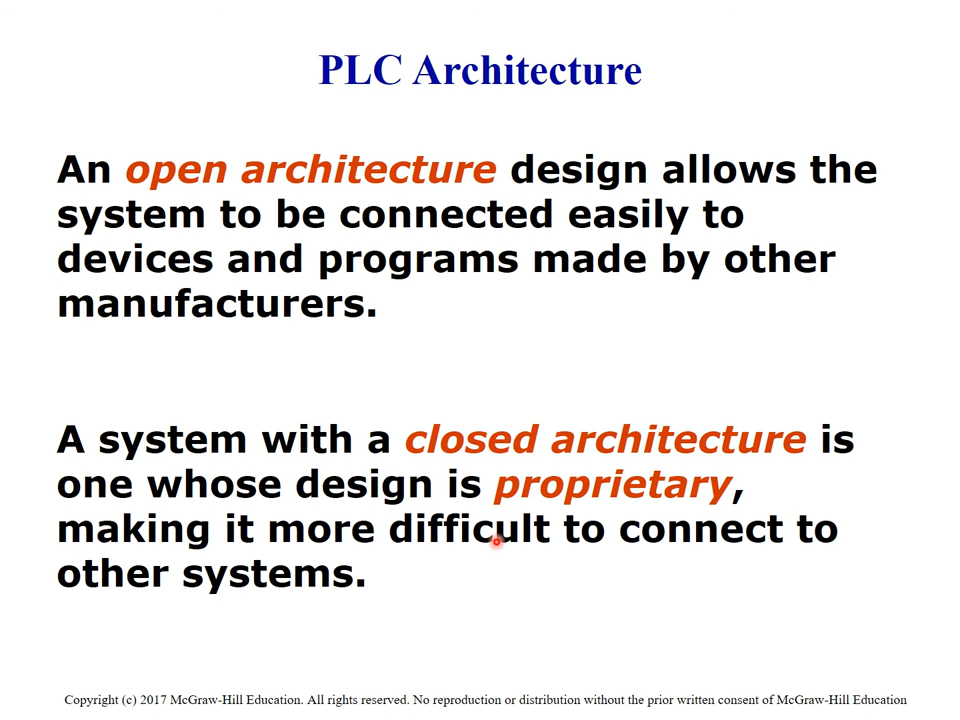 PLC Architecture
An open architecture design allows the
system to be connected easily to
devices and programs made by other
manufacturers.
A system with a closed architecture is
one whose design is proprietary,
making it more difficult to connect to
other systems.
Copyright (c) 2017 McGraw-Hill Education. All rights reserved. No reproduction or distribution without the prior written consent of McGraw-Hill Education